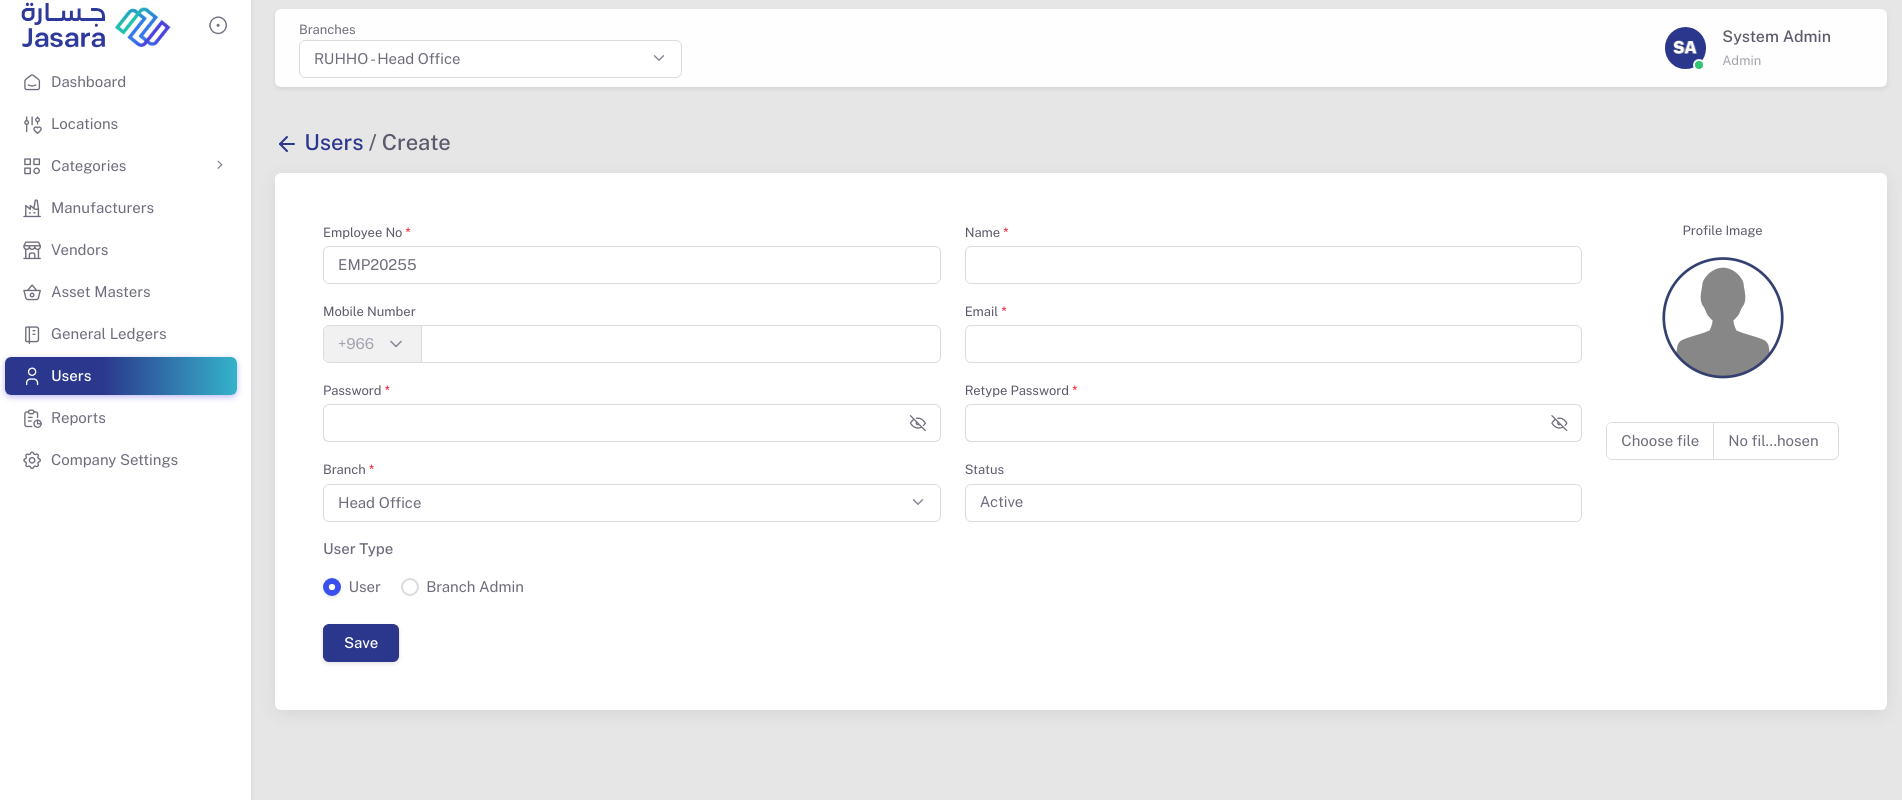 جسارة
Jasara
Dashboard
Locations
Categories
Manufacturers
Vendors
Asset Masters
General Ledgers
Users
Reports
Company Settings
Branches
RUHHO - Head Office
SA
System Admin
Admin
Users / Create
Employee No *
EMP20255
Name *
Mobile Number
+966
Email *
Password *
Retype Password *
Branch *
Head Office
Status
Active
User Type
User
Branch Admin
Save
Profile Image
Choose file
No fil...hosen